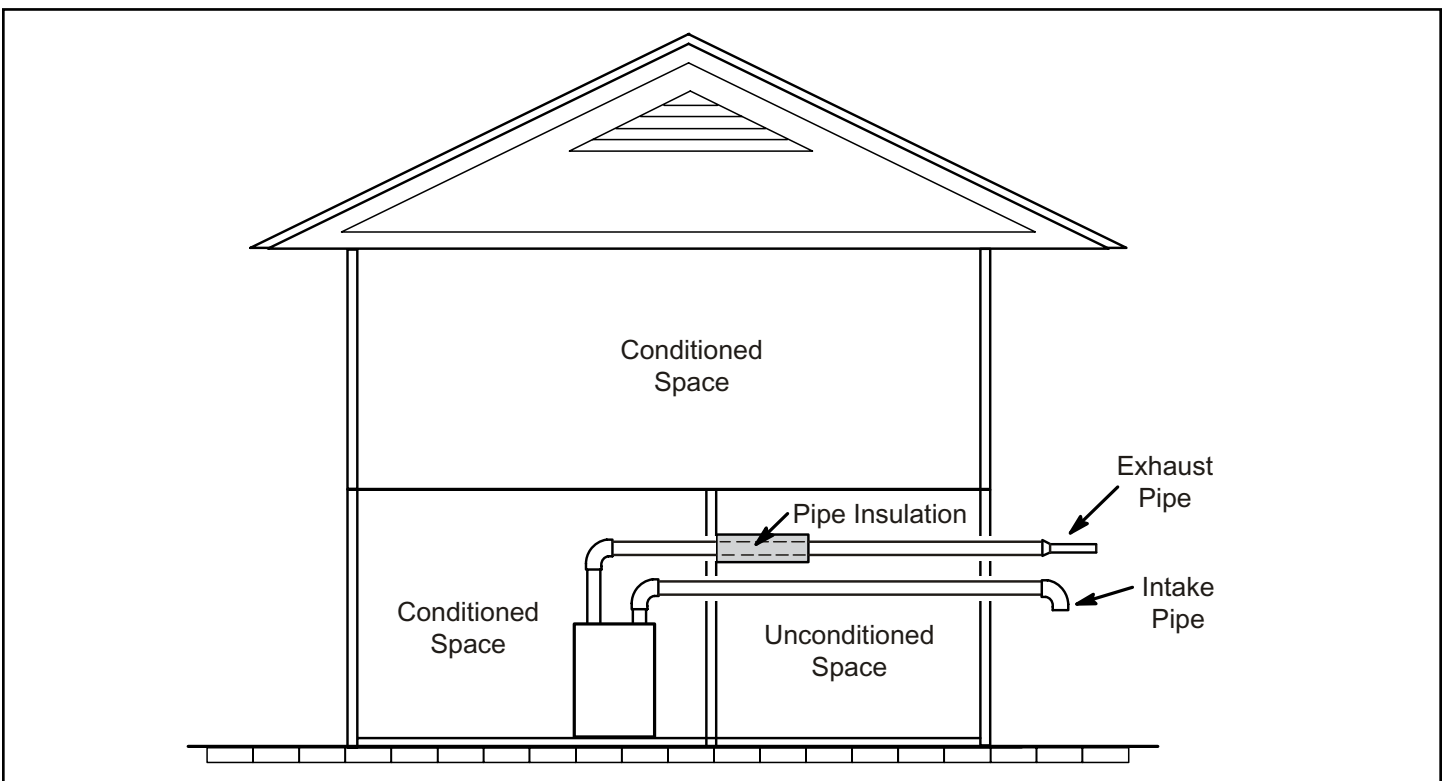 Conditioned
Space
Exhaust
Pipe
Pipe Insulation
Intake
Pipe
Conditioned
Space
Unconditioned
Space